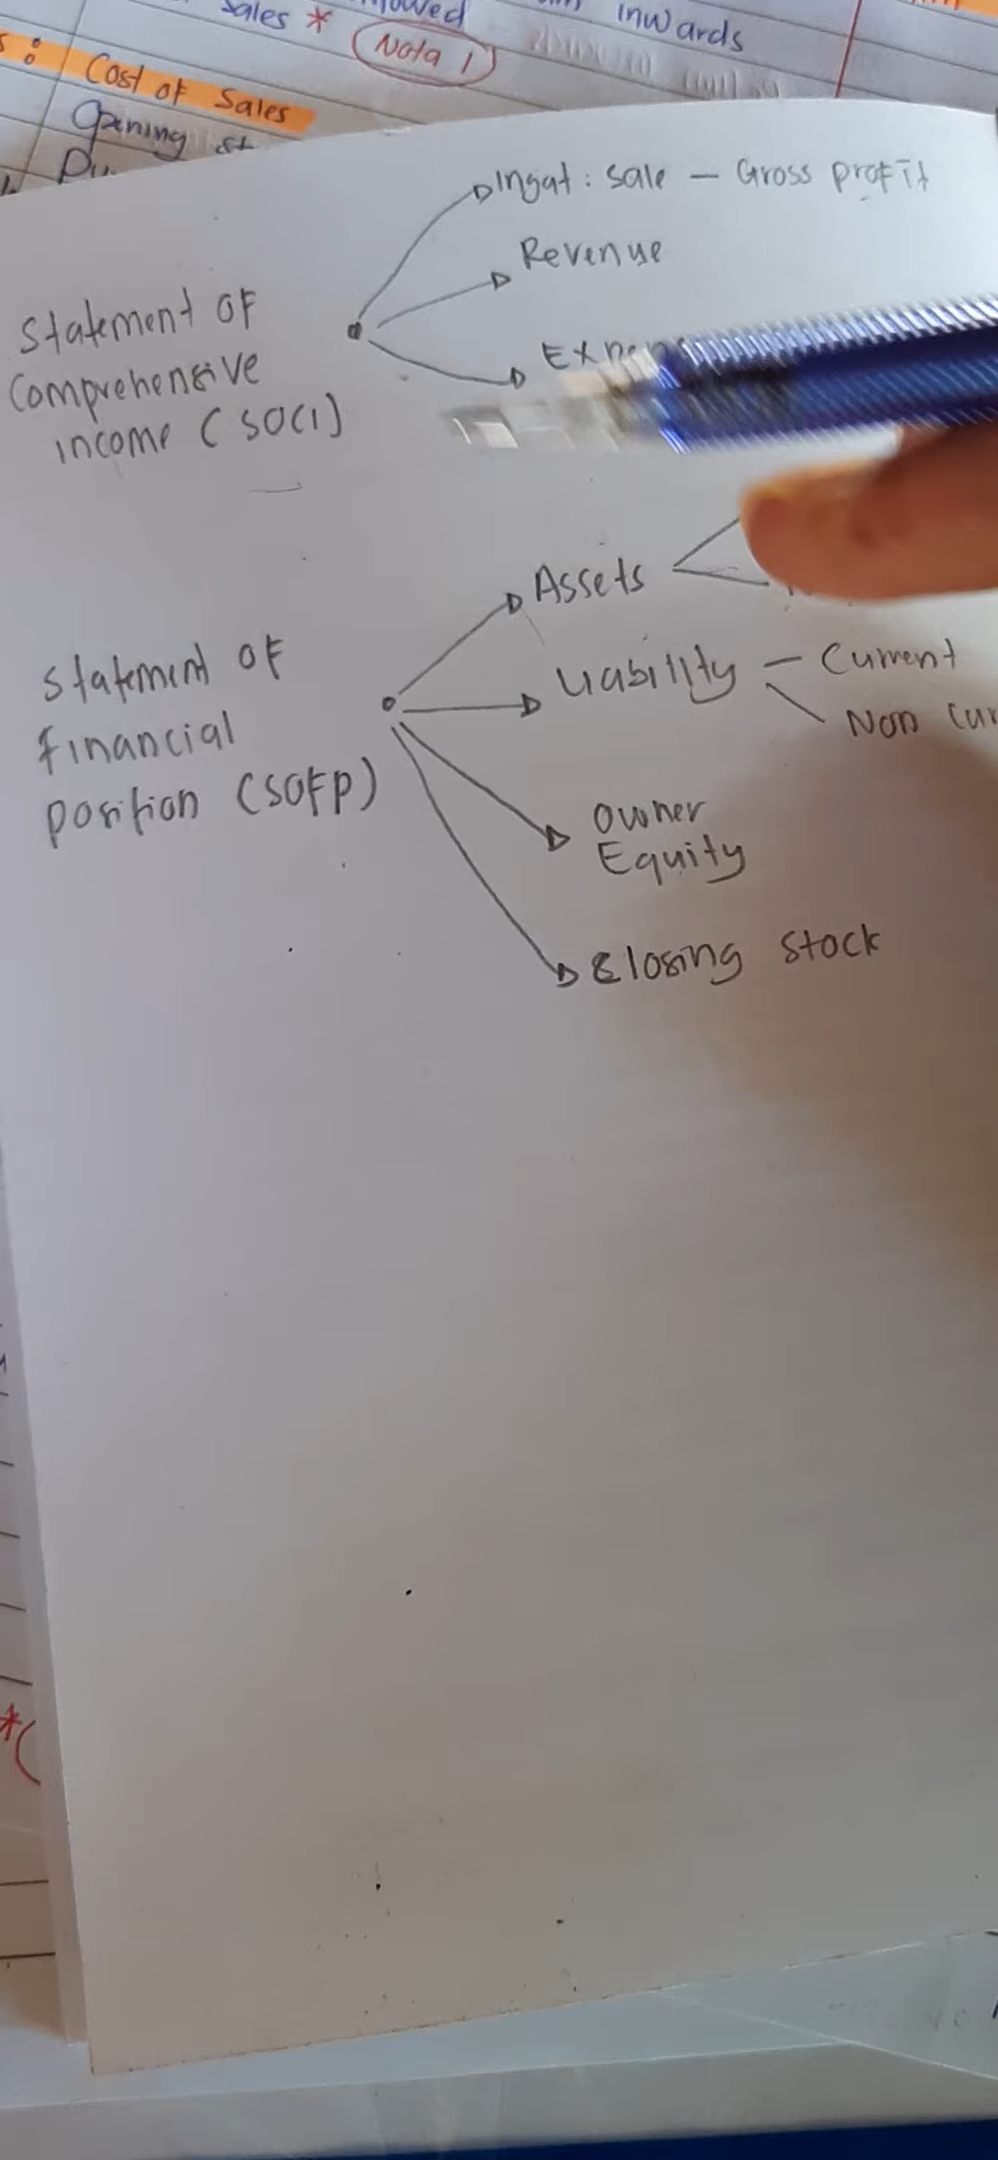 sales * inwards
Nota 1
: Cost of Sales
Opening
Ingat : sale - Gross profit
Revenue
Statement OF
Comprehensive
income (SOCI)
Assets
Liability - Current
Non
Statement OF
financial
position (SOFP)
Owner
Equity
Closing stock